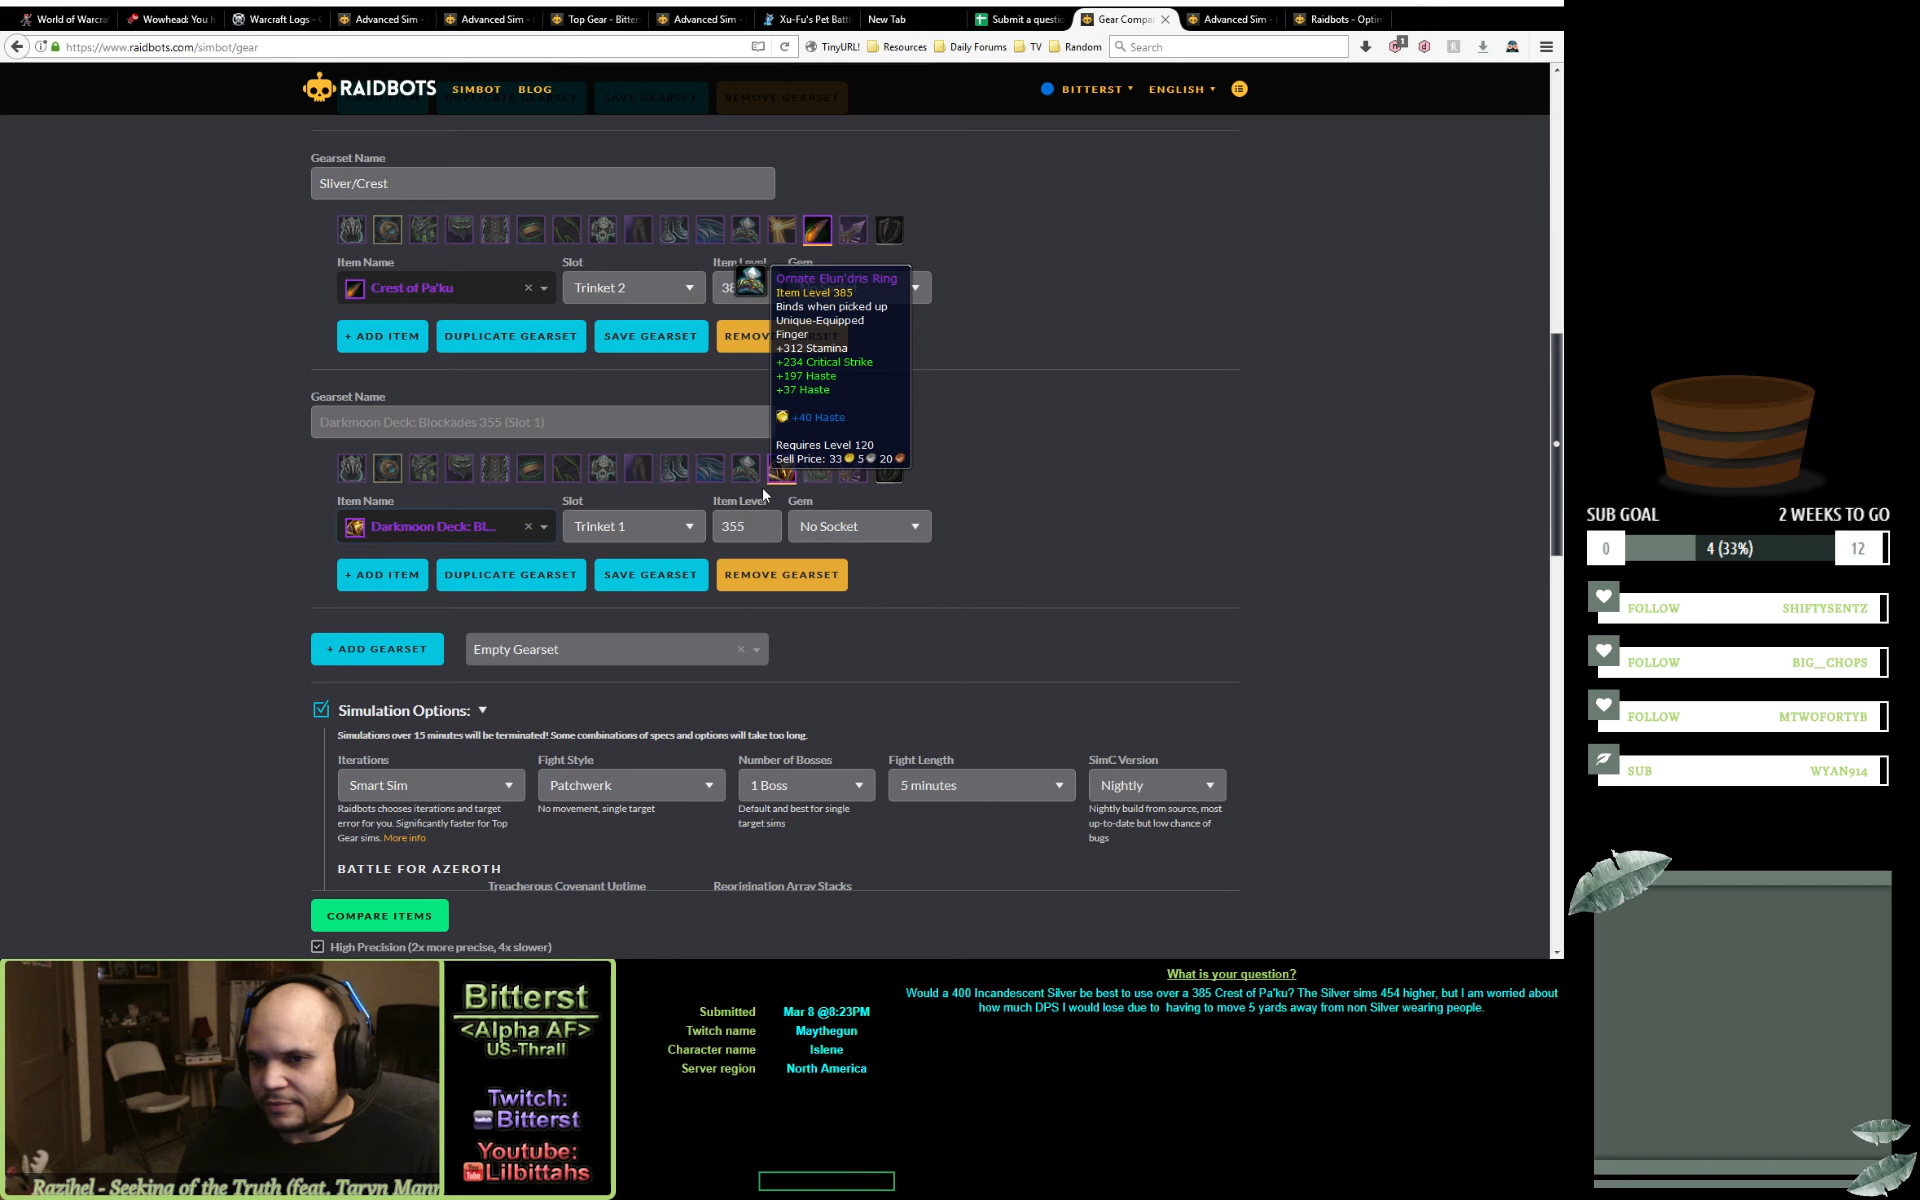 World of Warcraf
Wowhead: You h
Warcraft Logs - C
Advanced Sim -
Advanced Sim -
Top Gear - Bitter
Advanced Sim -
Xu-Fu's Pet Batt
New Tab
Submit a questio
Gear Compa
Advanced Sim -
Raidbots - Optim
https://www.raidbots.com/simbot/gear
TinyURL!
Resources
Daily Forums
TV
Random
Search
RAIDBOTS
SIMBOT
BLOG
BITTERST
ENGLISH
SAVE GEARSET
REMOVE GEARSET
Gearset Name
Sliver/Crest
Item Name
Slot
Item Level
Gem
Crest of Pa'ku
Trinket 2
38
+ ADD ITEM
DUPLICATE GEARSET
SAVE GEARSET
REMO
Ornate Elun'dris Ring
Item Level 385
Binds when picked up
Unique-Equipped
Finger
+312 Stamina
+234 Critical Strike
+197 Haste
+37 Haste
+40 Haste
Requires Level 120
Sell Price: 33 5 20
Gearset Name
Darkmoon Deck: Blockades 355 (Slot 1)
Item Name
Slot
Item Level
Gem
Darkmoon Deck: Bl...
Trinket 1
355
No Socket
+ ADD ITEM
DUPLICATE GEARSET
SAVE GEARSET
REMOVE GEARSET
+ ADD GEARSET
Empty Gearset
Simulation Options:
Simulations over 15 minutes will be terminated! Some combinations of specs and options will take too long.
Iterations
Fight Style
Number of Bosses
Fight Length
SimC Version
Smart Sim
Patchwerk
1 Boss
5 minutes
Nightly
Raidbots chooses iterations and target
error for you. Significantly faster for Top
Gear sims. More info
No movement, single target
Default and best for single
target sims
Nightly build from source, most
up-to-date but low chance of
bugs
BATTLE FOR AZEROTH
Treacherous Covenant Uptime
Reorigination Array Stacks
COMPARE ITEMS
High Precision (2x more precise, 4x slower)
SUB GOAL
2 WEEKS TO GO
0
4 (33%)
12
FOLLOW
SHIFTYSENTZ
FOLLOW
BIG__CHOPS
FOLLOW
MTWOFORTYB
SUB
WYAN914
Bitterst
<Alpha AF>
US-Thrall
Twitch:
Bitterst
Youtube:
Lilbittahs
Razihel - Seeking of the Truth (feat. Taryn Mann
What is your question?
Would a 400 Incandescent Silver be best to use over a 385 Crest of Pa'ku? The Silver sims 454 higher, but I am worried about
how much DPS I would lose due to having to move 5 yards away from non Silver wearing people.
Submitted
Mar 8 @8:23PM
Twitch name
Maythegun
Character name
Islene
Server region
North America